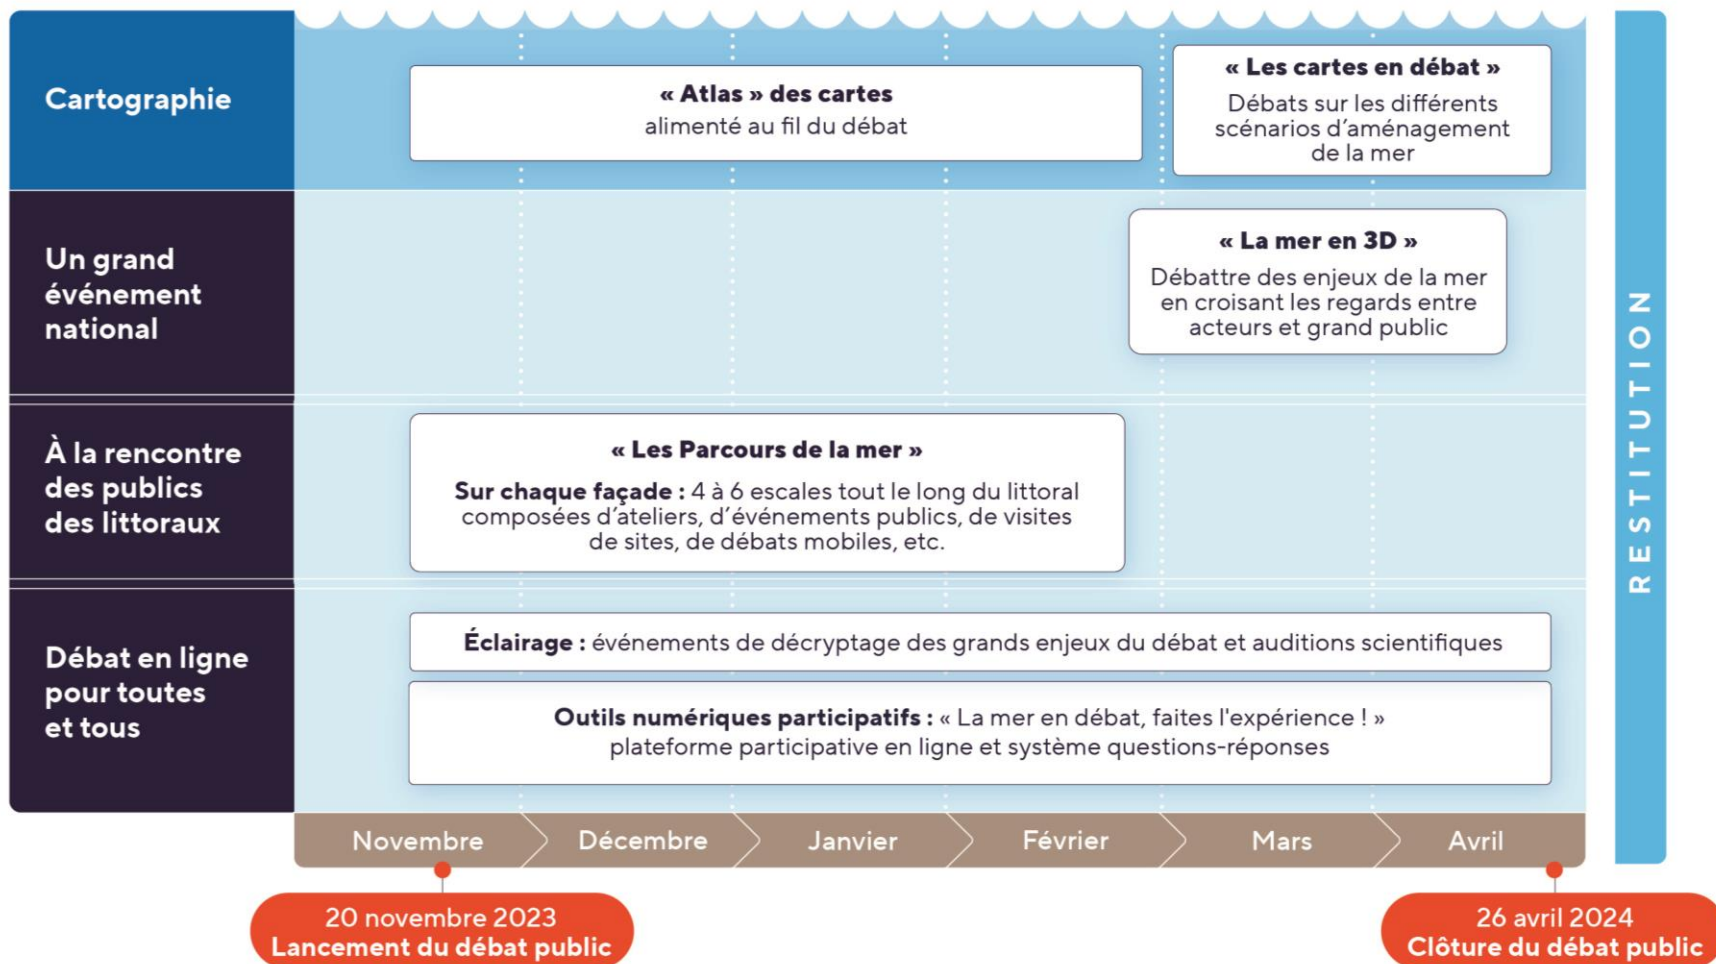 Cartographie
« Atlas » des cartes
alimenté au fil du débat
« Les cartes en débat »
Débats sur les différents
scénarios d’aménagement
de la mer
Un grand
événement
national
« La mer en 3D »
Débattre des enjeux de la mer
en croisant les regards entre
acteurs et grand public
À la rencontre
des publics
des littoraux
« Les Parcours de la mer »
Sur chaque façade : 4 à 6 escales tout le long du littoral
composées d’ateliers, d’événements publics, de visites
de sites, de débats mobiles, etc.
Débat en ligne
pour toutes
et tous
Éclairage : événements de décryptage des grands enjeux du débat et auditions scientifiques
Outils numériques participatifs : « La mer en débat, faites l'expérience ! »
plateforme participative en ligne et système questions-réponses
RESTITUTION
Novembre
Décembre
Janvier
Février
Mars
Avril
20 novembre 2023
Lancement du débat public
26 avril 2024
Clôture du débat public